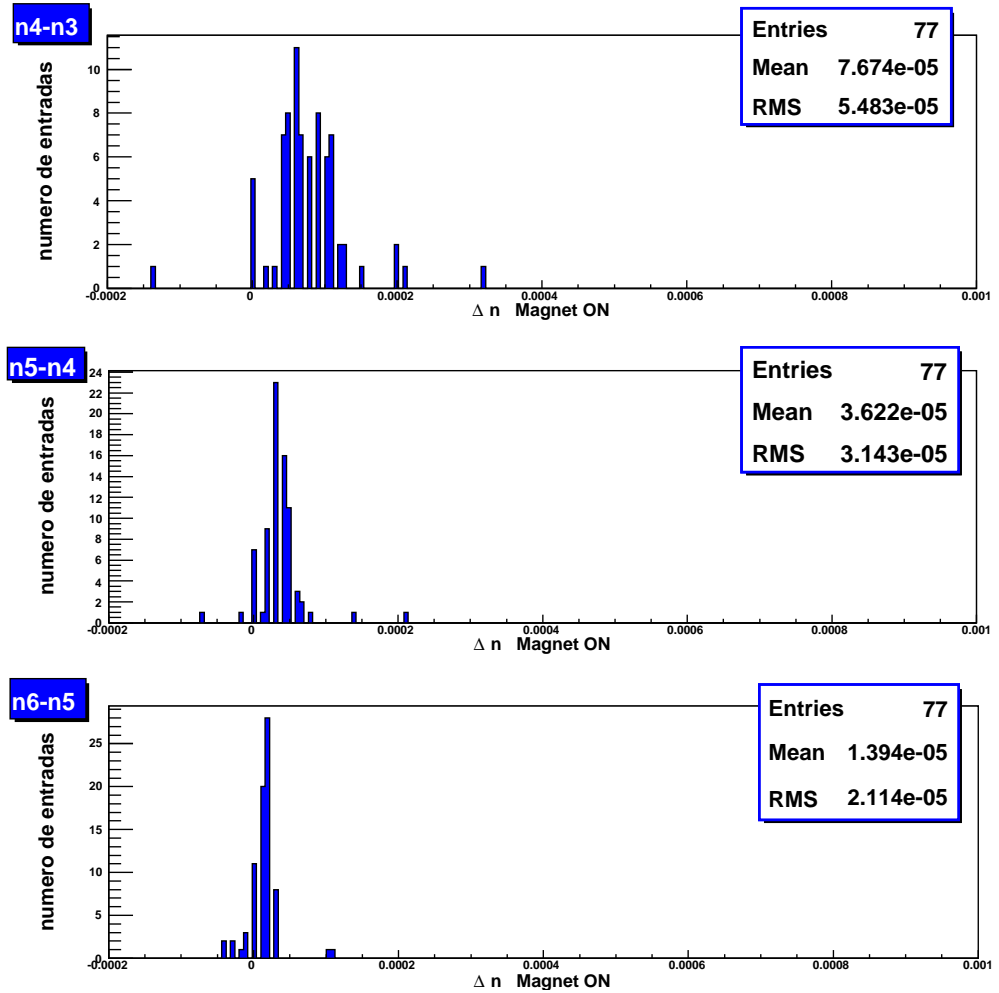 n4-n3
Entries 77
Mean 7.674e-05
RMS 5.483e-05
numero de entradas
10
8
6
4
2
0
-0.0002 0 0.0002 0.0004 0.0006 0.0008 0.001
Δ n Magnet ON
n5-n4
Entries 77
Mean 3.622e-05
RMS 3.143e-05
numero de entradas
24
22
20
18
16
14
12
10
8
6
4
2
0
-0.0002 0 0.0002 0.0004 0.0006 0.0008 0.001
Δ n Magnet ON
n6-n5
Entries 77
Mean 1.394e-05
RMS 2.114e-05
numero de entradas
25
20
15
10
5
0
-0.0002 0 0.0002 0.0004 0.0006 0.0008 0.001
Δ n Magnet ON